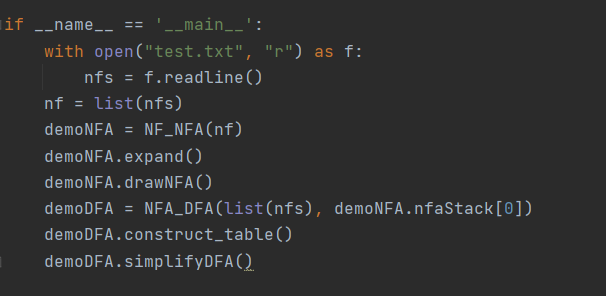 if __name__ == '__main__':
    with open("test.txt", "r") as f:
        nfs = f.readline()
    nf = list(nfs)
    demoNFA = NF_NFA(nf)
    demoNFA.expand()
    demoNFA.drawNFA()
    demoDFA = NFA_DFA(list(nfs), demoNFA.nfaStack[0])
    demoDFA.construct_table()
    demoDFA.simplifyDFA()